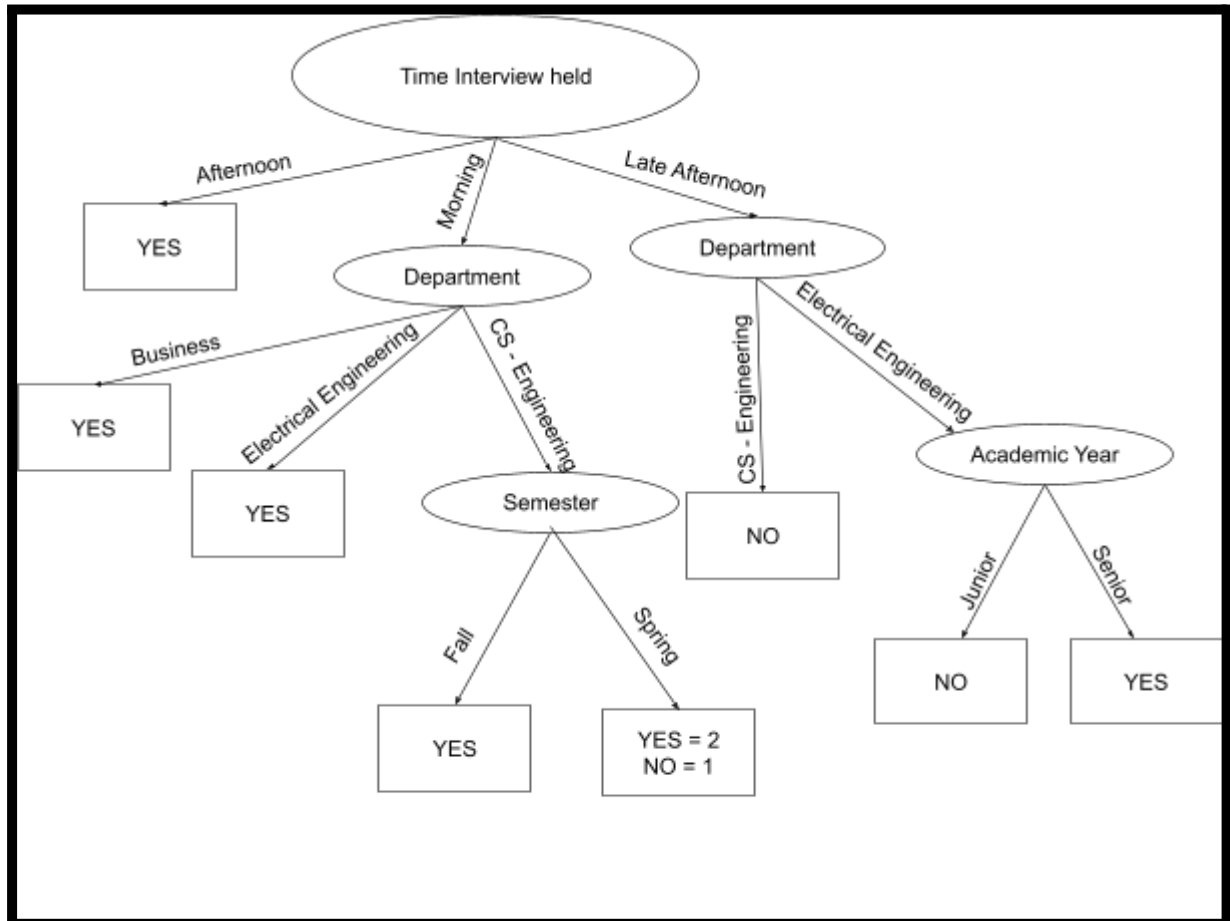 Time Interview held
Afternoon
Morning
Late Afternoon
YES
Department
Department
Business
Electrical Engineering
CS - Engineering
CS - Engineering
Electrical Engineering
YES
YES
Semester
NO
Academic Year
Fall
Spring
Junior
Senior
YES
YES = 2
NO = 1
NO
YES